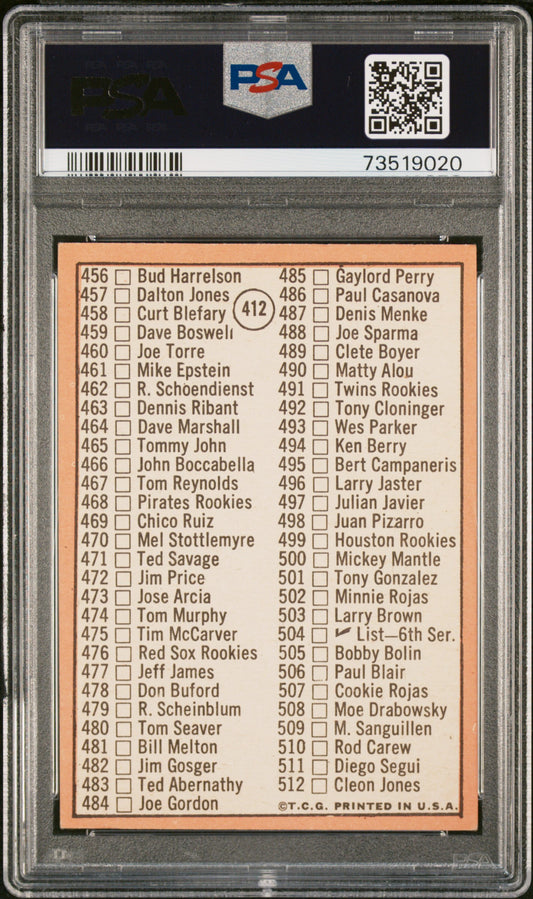 PSA
PSA
73519020
456 Bud Harrelson
457 Dalton Jones
458 Curt Blefary
459 Dave Boswell
460 Joe Torre
461 Mike Epstein
462 R. Schoendienst
463 Dennis Ribant
464 Dave Marshall
465 Tommy John
466 John Boccabella
467 Tom Reynolds
468 Pirates Rookies
469 Chico Ruiz
470 Mel Stottlemyre
471 Ted Savage
472 Jim Price
473 Jose Arcia
474 Tom Murphy
475 Tim McCarver
476 Red Sox Rookies
477 Jeff James
478 Don Buford
479 R. Scheinblum
480 Tom Seaver
481 Bill Melton
482 Jim Gosger
483 Ted Abernathy
484 Joe Gordon
412
485 Gaylord Perry
486 Paul Casanova
487 Denis Menke
488 Joe Sparma
489 Clete Boyer
490 Matty Alou
491 Twins Rookies
492 Tony Cloninger
493 Wes Parker
494 Ken Berry
495 Bert Campaneris
496 Larry Jaster
497 Julian Javier
498 Juan Pizarro
499 Houston Rookies
500 Mickey Mantle
501 Tony Gonzalez
502 Minnie Rojas
503 Larry Brown
504 List—6th Ser.
505 Bobby Bolin
506 Paul Blair
507 Cookie Rojas
508 Moe Drabowsky
509 M. Sanguillen
510 Rod Carew
511 Diego Segui
512 Cleon Jones
©T.C.G. PRINTED IN U.S.A.
PSA